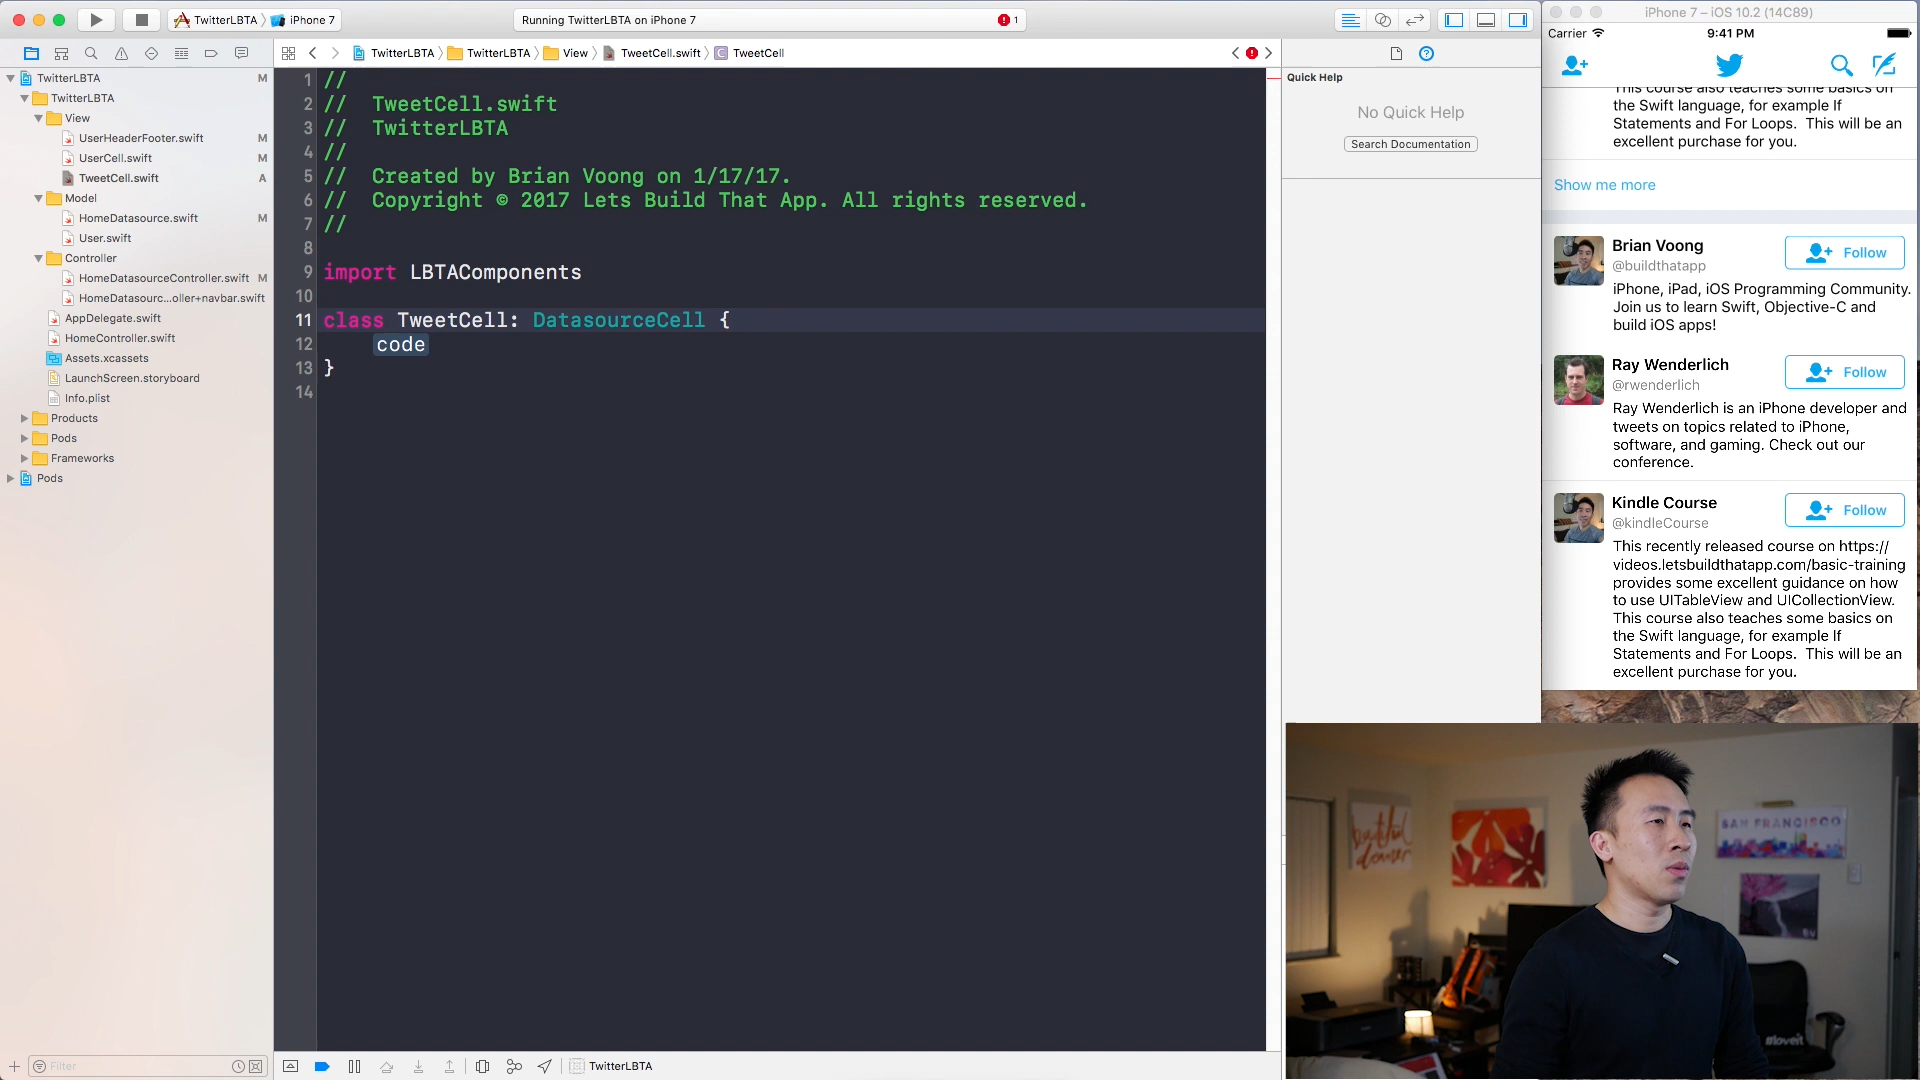 TwitterLBTA
iPhone 7
Running TwitterLBTA on iPhone 7
1
TwitterLBTA
TwitterLBTA
View
TweetCell.swift
C TweetCell
TwitterLBTA M
TwitterLBTA
View
UserHeaderFooter.swift M
UserCell.swift M
TweetCell.swift A
Model
HomeDatasource.swift M
User.swift
Controller
HomeDatasourceController.swift M
HomeDatasourc...oller+navbar.swift
AppDelegate.swift
HomeController.swift
Assets.xcassets
LaunchScreen.storyboard
Info.plist
Products
Pods
Frameworks
Pods
Filter
1 //
2 // TweetCell.swift
3 // TwitterLBTA
4 //
5 // Created by Brian Voong on 1/17/17.
6 // Copyright © 2017 Lets Build That App. All rights reserved.
7 //
8
9 import LBTAComponents
10
11 class TweetCell: DatasourceCell {
12 code
13 }
14
TwitterLBTA
Quick Help
No Quick Help
Search Documentation
iPhone 7 – iOS 10.2 (14C89)
Carrier 9:41 PM
This course also teaches some basics on
the Swift language, for example If
Statements and For Loops.  This will be an
excellent purchase for you.
Show me more
Brian Voong
@buildthatapp
Follow
iPhone, iPad, iOS Programming Community.
Join us to learn Swift, Objective-C and
build iOS apps!
Ray Wenderlich
@rwenderlich
Follow
Ray Wenderlich is an iPhone developer and
tweets on topics related to iPhone,
software, and gaming. Check out our
conference.
Kindle Course
@kindleCourse
Follow
This recently released course on https://
videos.letsbuildthatapp.com/basic-training
provides some excellent guidance on how
to use UITableView and UICollectionView.
This course also teaches some basics on
the Swift language, for example If
Statements and For Loops.  This will be an
excellent purchase for you.
SAN FRANCISCO
#loveit